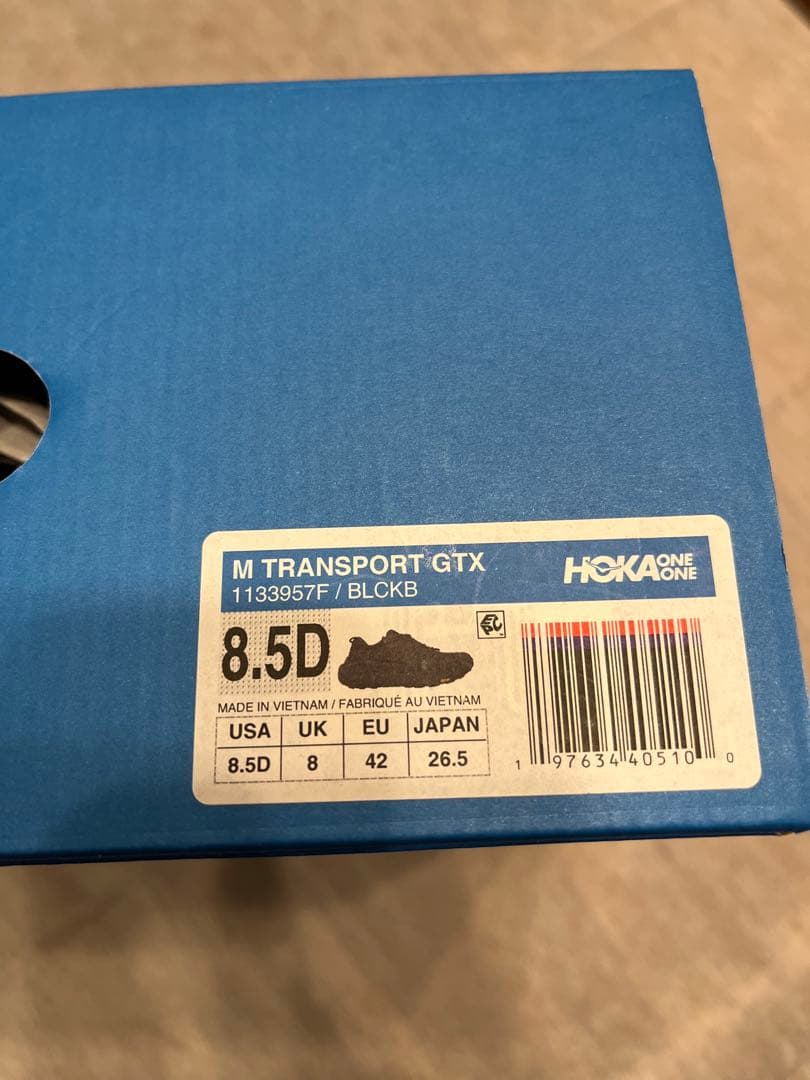 M TRANSPORT GTX
1133957F / BLCKB
HOKA ONE ONE
8.5D
MADE IN VIETNAM / FABRIQUÉ AU VIETNAM
USA UK EU JAPAN
8.5D 8 42 26.5
1 97634 40510 0